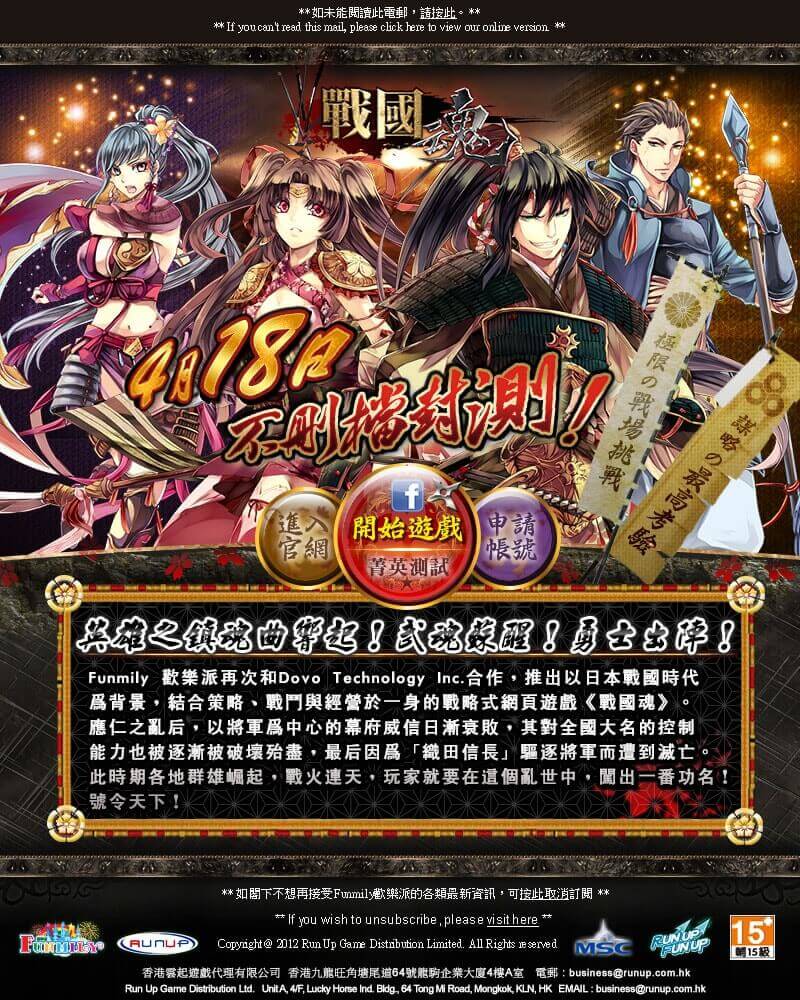 **如未能閱讀此電郵，請按此。**
** If you can't read this mail, please click here to view our online version. **
戰國魂
4月18日
不刪檔封測！
極限の戰場挑戰
謀略の最高考驗
進入官網
f
開始遊戲
菁英測試
申請帳號
英雄之鎮魂曲響起！武魂蘇醒！勇士出陣！
Funmily 歡樂派再次和Dovo Technology Inc.合作，推出以日本戰國時代
為背景，結合策略、戰鬥與經營於一身的戰略式網頁遊戲《戰國魂》。
應仁之亂后，以將軍為中心的幕府威信日漸衰敗，其對全國大名的控制
能力也被逐漸被破壞殆盡，最后因為「織田信長」驅逐將軍而遭到滅亡。
此時期各地群雄崛起，戰火連天，玩家就要在這個亂世中，闖出一番功名！
號令天下！
** 如閣下不想再接受Funmily歡樂派的各類最新資訊，可按此取消訂閱 **
** If you wish to unsubscribe, please visit here **
FUNMILY
RUNUP
Copyright@ 2012 Run Up Game Distribution Limited. All Rights reserved
MSC
RUN UP FUN UP
15+
輔15級
香港響起遊戲代理有限公司 香港九龍旺角塘尾道64號龍駒企業大廈4樓A室 電郵：business@runup.com.hk
Run Up Game Distribution Ltd. Unit A, 4/F, Lucky Horse Ind. Bldg., 64 Tong Mi Road, Mongkok, KLN, HK EMAIL : business@runup.com.hk